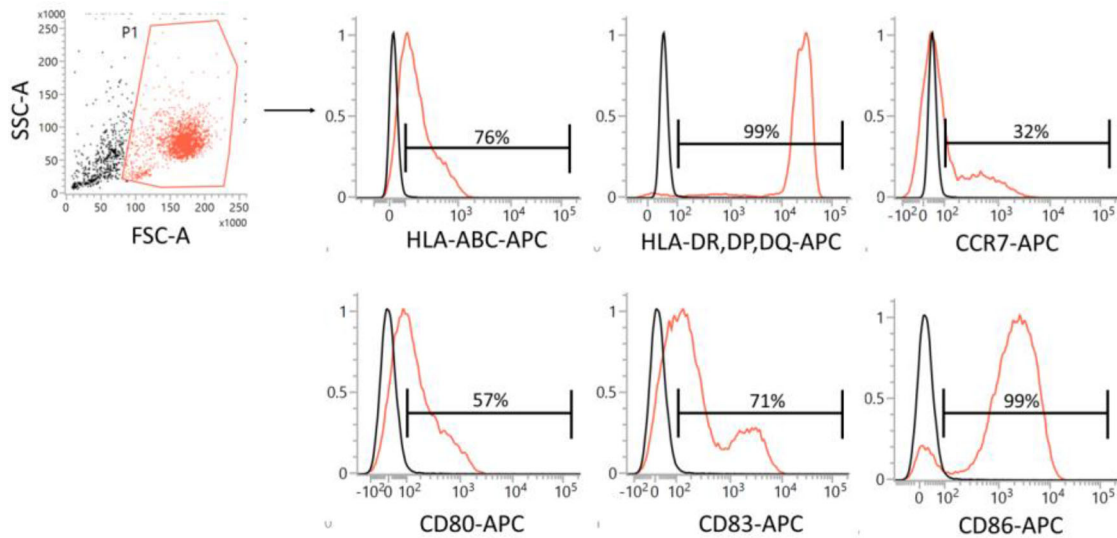 x1000
P1
250
200
150
100
50
0
SSC-A
0 50 100 150 200 250
x1000
FSC-A
1
0.5
0
76%
10³ 10⁴ 10⁵
HLA-ABC-APC
1
0.5
0
99%
0 10² 10³ 10⁴ 10⁵
HLA-DR,DP,DQ-APC
1
0.5
0
32%
-10² 0 10² 10³ 10⁴ 10⁵
CCR7-APC
1
0.5
0
57%
-10² 0 10² 10³ 10⁴ 10⁵
CD80-APC
1
0.5
0
71%
-10² 0 10² 10³ 10⁴ 10⁵
CD83-APC
1
0.5
0
99%
0 10² 10³ 10⁴ 10⁵
CD86-APC